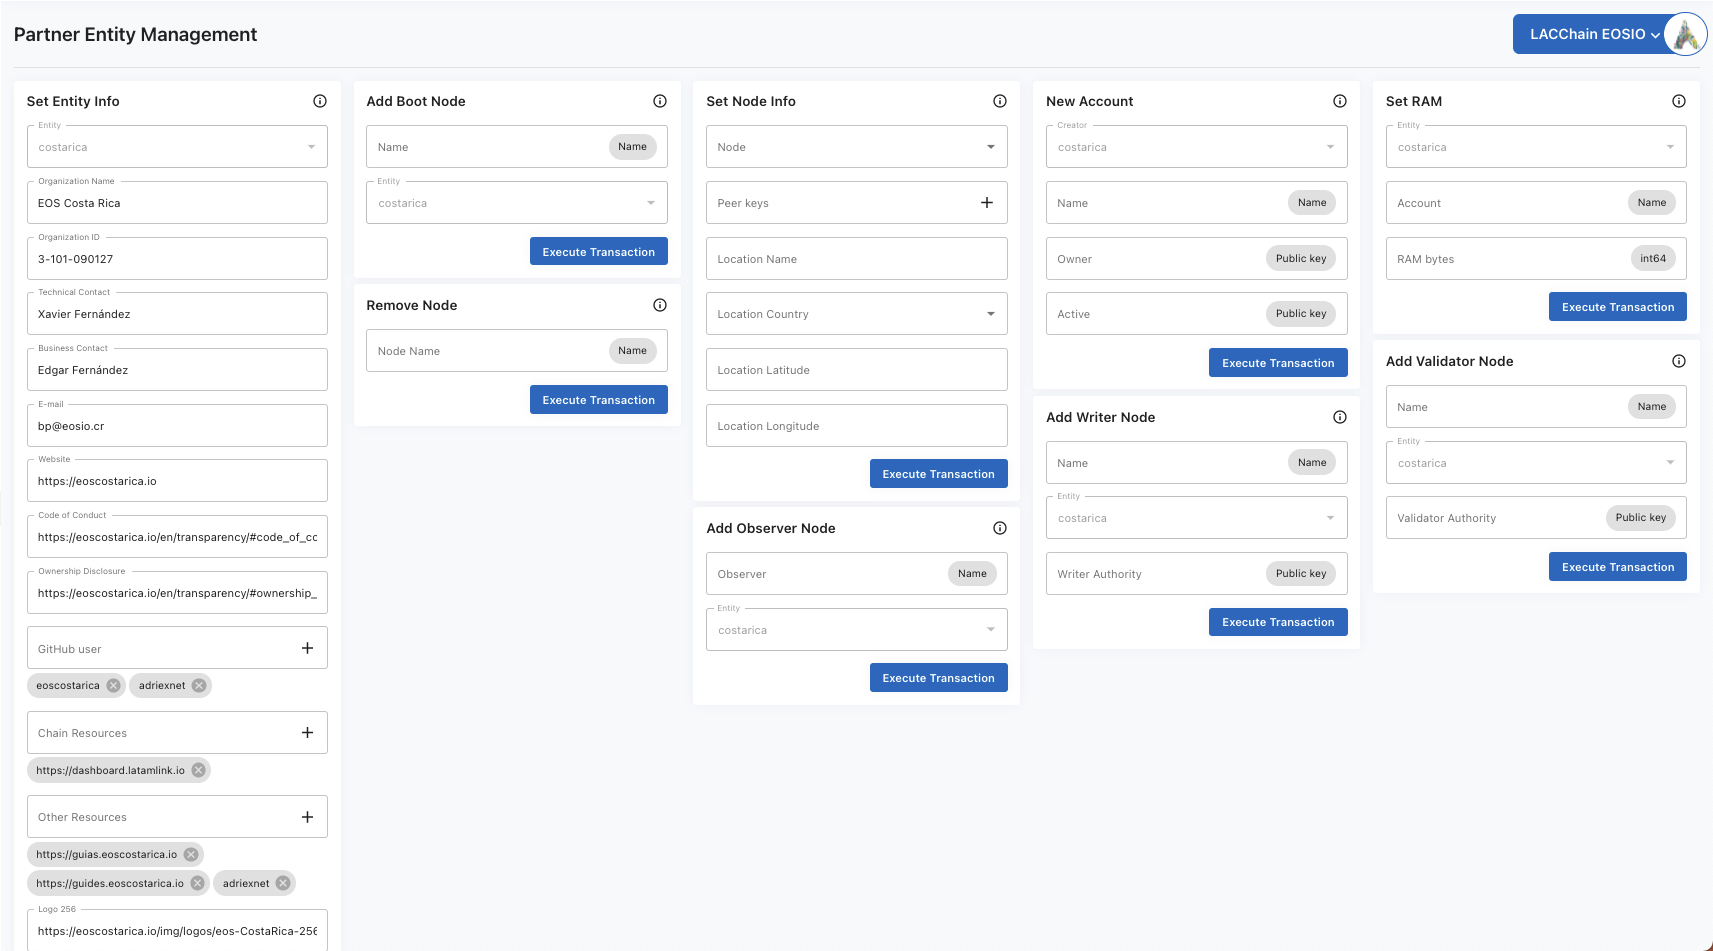 Partner Entity Management
LACChain EOSIO
Set Entity Info
Entity
costarica
Organization Name
EOS Costa Rica
Organization ID
3-101-090127
Technical Contact
Xavier Fernández
Business Contact
Edgar Fernández
E-mail
bp@eosio.cr
Website
https://eoscostarica.io
Code of Conduct
https://eoscostarica.io/en/transparency/#code_of_cc
Ownership Disclosure
https://eoscostarica.io/en/transparency/#ownership_
GitHub user
eoscostarica adriexnet
Chain Resources
https://dashboard.latamlink.io
Other Resources
https://guias.eoscostarica.io
https://guides.eoscostarica.io adriexnet
Logo 256
https://eoscostarica.io/img/logos/eos-CostaRica-256
Add Boot Node
Name Name
Entity
costarica
Execute Transaction
Remove Node
Node Name Name
Execute Transaction
Set Node Info
Node
Peer keys
Location Name
Location Country
Location Latitude
Location Longitude
Execute Transaction
Add Observer Node
Observer Name
Entity
costarica
Execute Transaction
New Account
Creator
costarica
Name Name
Owner Public key
Active Public key
Execute Transaction
Add Writer Node
Name Name
Entity
costarica
Writer Authority Public key
Execute Transaction
Set RAM
Entity
costarica
Account Name
RAM bytes int64
Execute Transaction
Add Validator Node
Name Name
Entity
costarica
Validator Authority Public key
Execute Transaction